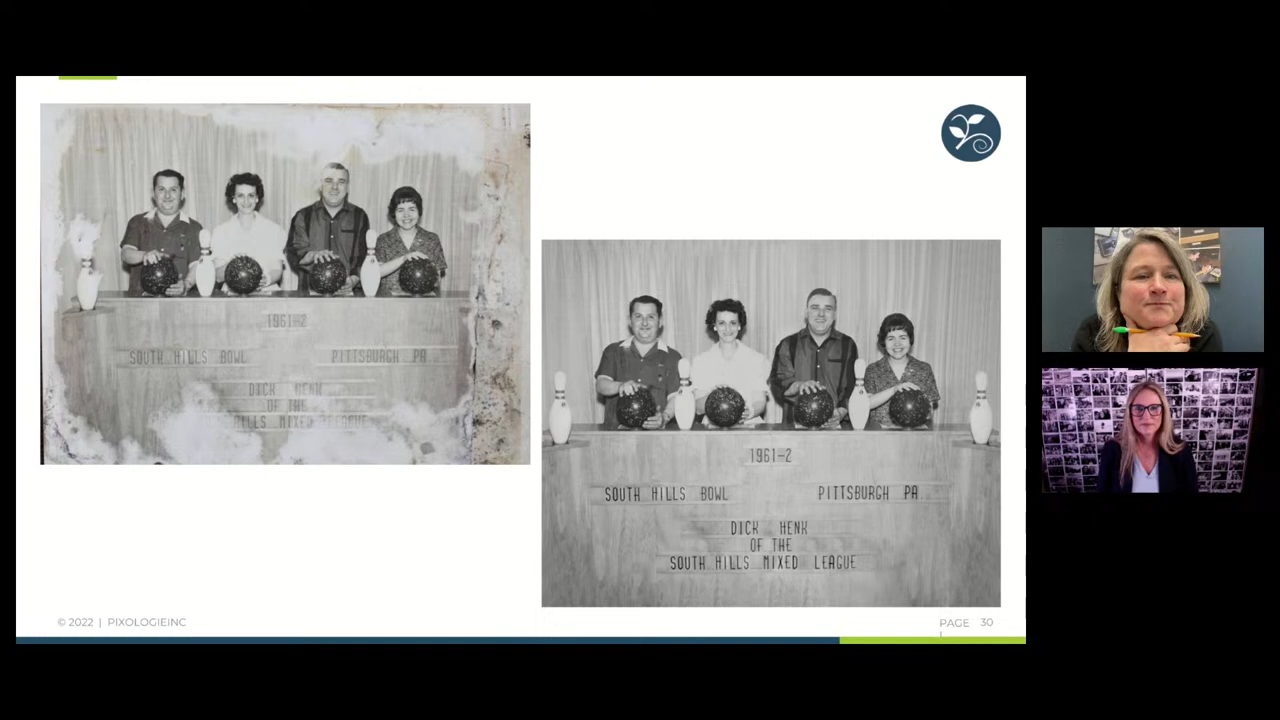 1961-2
SOUTH HILLS BOWL PITTSBURGH PA
DICK HENK
OF THE
HILLS MIXED LEAGUE
1961-2
SOUTH HILLS BOWL PITTSBURGH PA
DICK HENK
OF THE
SOUTH HILLS MIXED LEAGUE
© 2022 | PIXOLOGIEINC
PAGE 30